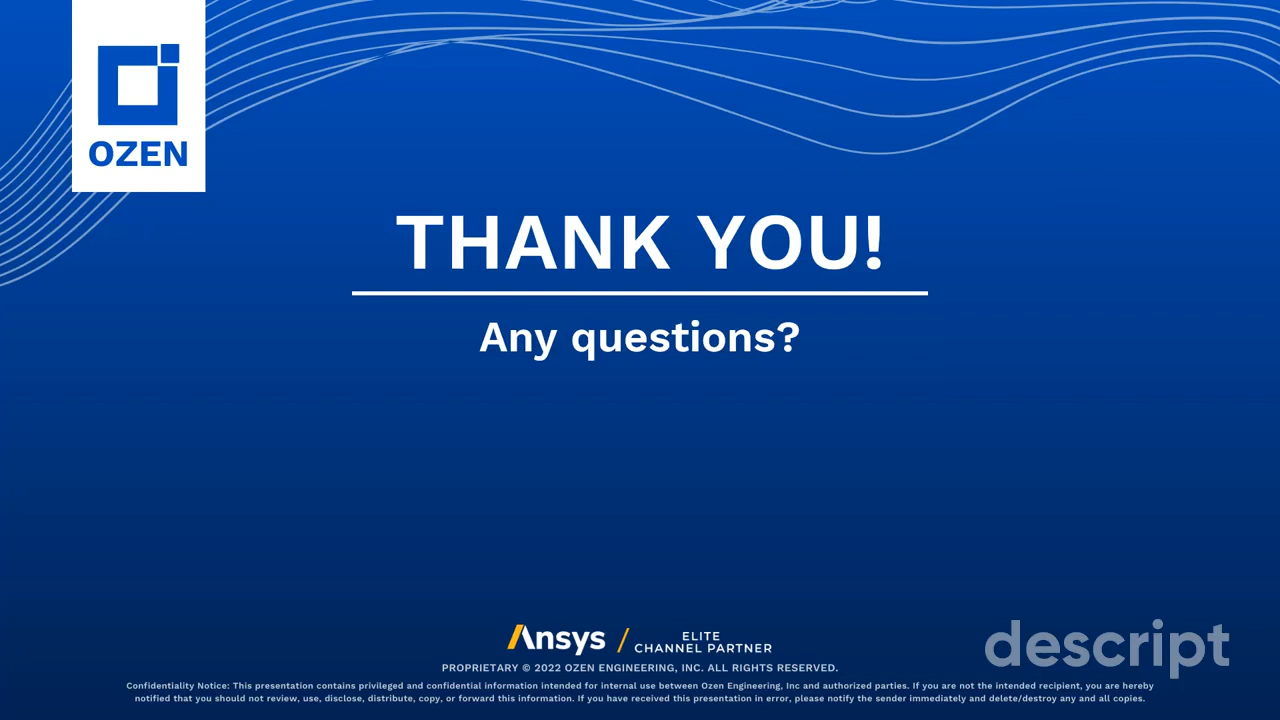 OZEN
THANK YOU!
Any questions?
Ansys / ELITE
CHANNEL PARTNER
descript
PROPRIETARY © 2022 OZEN ENGINEERING, INC. ALL RIGHTS RESERVED.
Confidentiality Notice: This presentation contains privileged and confidential information intended for internal use between Ozen Engineering, Inc and authorized parties. If you are not the intended recipient, you are hereby
notified that you should not review, use, disclose, distribute, copy, or forward this information. If you have received this presentation in error, please notify the sender immediately and delete/destroy any and all copies.